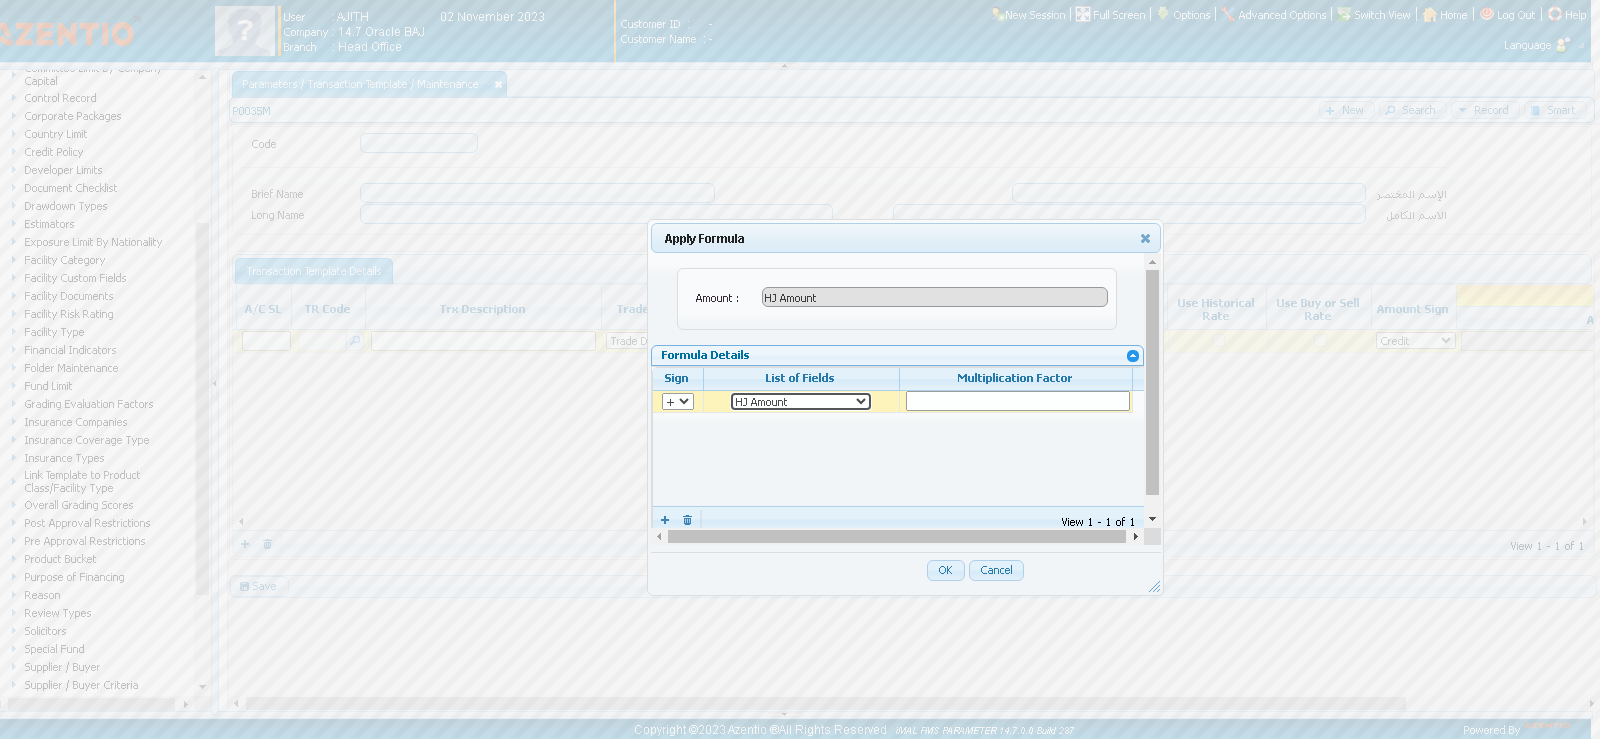 AZENTIO
User : AJITH 02 November 2023
Company : 14.7 Oracle BAJ
Branch : Head Office
Customer ID : -
Customer Name : -
New Session Full Screen Options Advanced Options Switch View Home Log Out Help
Language
Committee Limit By Company
Capital
Control Record
Corporate Packages
Country Limit
Credit Policy
Developer Limits
Document Checklist
Drawdown Types
Estimators
Exposure Limit By Nationality
Facility Category
Facility Custom Fields
Facility Documents
Facility Risk Rating
Facility Type
Financial Indicators
Folder Maintenance
Fund Limit
Grading Evaluation Factors
Insurance Companies
Insurance Coverage Type
Insurance Types
Link Template to Product
Class/Facility Type
Overall Grading Scores
Post Approval Restrictions
Pre Approval Restrictions
Product Bucket
Purpose of Financing
Reason
Review Types
Solicitors
Special Fund
Supplier / Buyer
Supplier / Buyer Criteria
Parameters / Transaction Template / Maintenance
P0035M
New Search Record Smart
Code
Brief Name الإسم المختصر
Long Name الاسم الكامل
Transaction Template Details
A/C SL TR Code Trx Description Trade Use Historical Rate Use Buy or Sell Rate Amount Sign A
Trade D Credit
View 1 - 1 of 1
Save
Apply Formula
Amount : HJ Amount
Formula Details
Sign List of Fields Multiplication Factor
+ HJ Amount
View 1 - 1 of 1
OK Cancel
Copyright ©2023 Azentio ®All Rights Reserved iMAL FMS PARAMETER 14.7.0.0 Build 287
Powered By